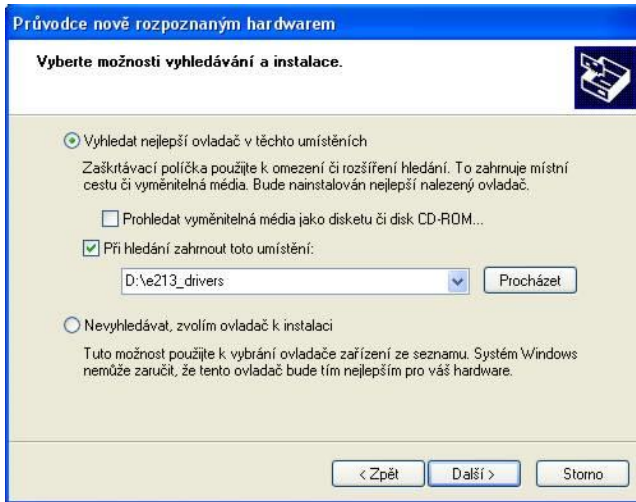 Průvodce nově rozpoznaným hardwarem
Vyberte možnosti vyhledávání a instalace.
Vyhledat nejlepší ovladač v těchto umístěních
Zaškrtávací políčka použijte k omezení či rozšíření hledání. To zahrnuje místní
cestu či vyměnitelná média. Bude nainstalován nejlepší nalezený ovladač.
Prohledat vyměnitelná média jako disketu či disk CD-ROM...
Při hledání zahrnout toto umístění:
D:\e213_drivers
Procházet
Nevyhledávat, zvolím ovladač k instalaci
Tuto možnost použijte k vybrání ovladače zařízení ze seznamu. Systém Windows
nemůže zaručit, že tento ovladač bude tím nejlepším pro váš hardware.
< Zpět
Další >
Storno